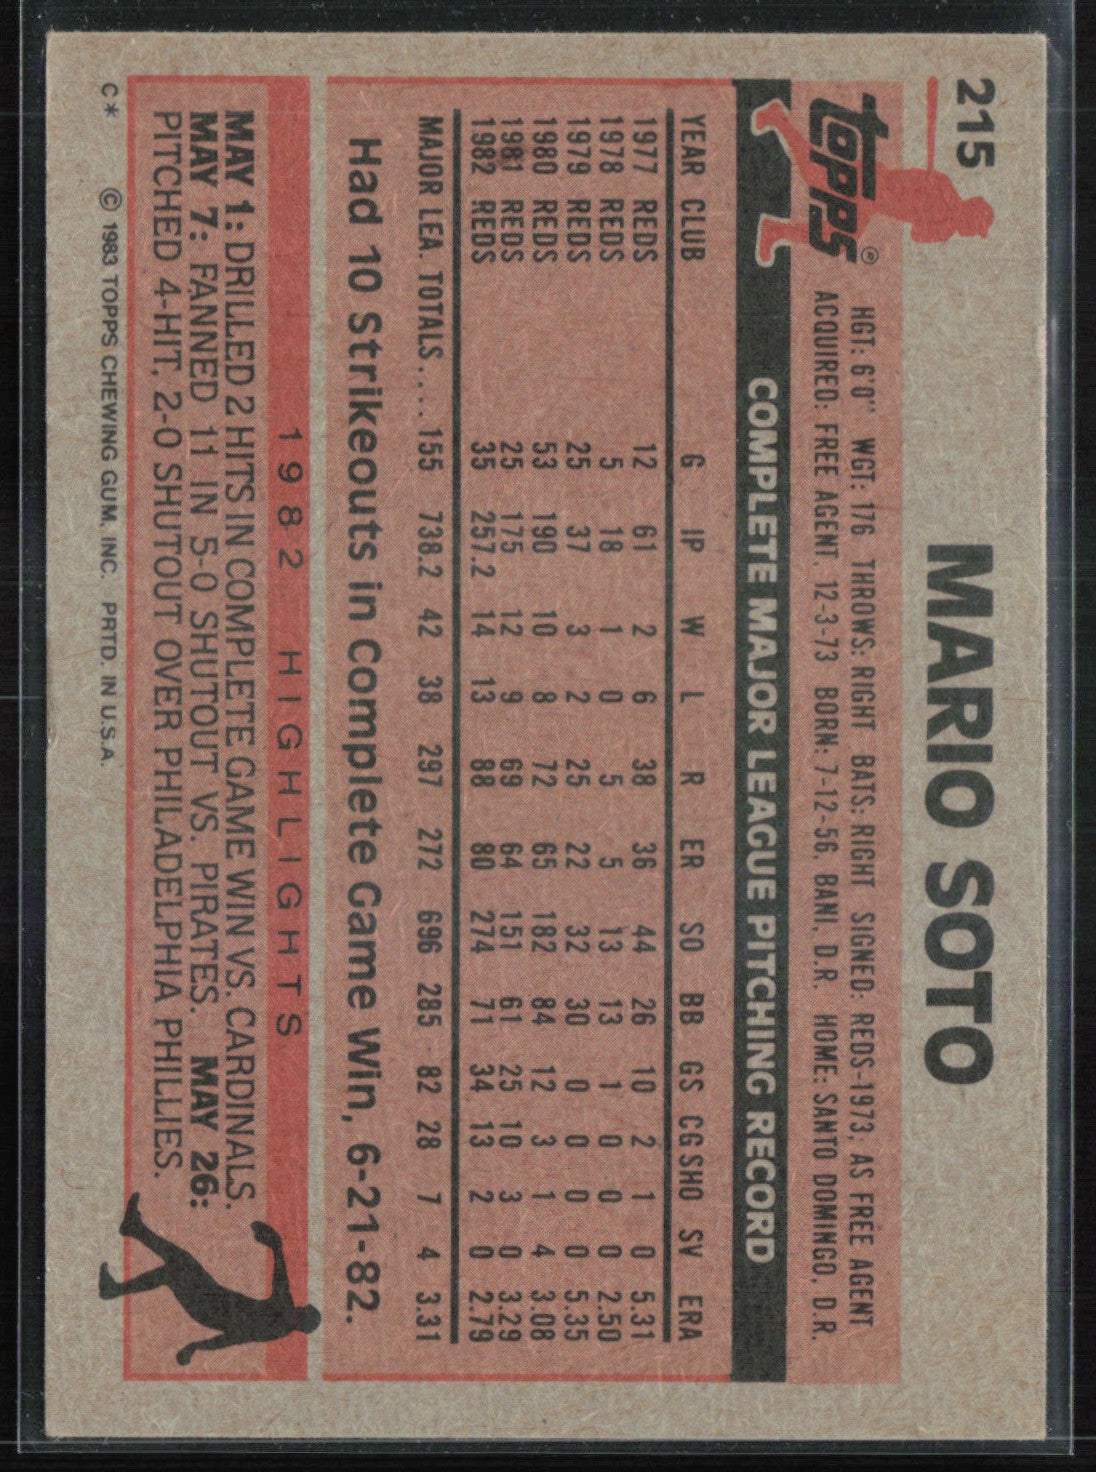 215
MARIO SOTO
Topps®
HGT: 6'0" WGT: 176 THROWS: RIGHT BATS: RIGHT SIGNED: REDS-1973, AS FREE AGENT
ACQUIRED: FREE AGENT, 12-3-73 BORN: 7-12-56, BANI, D.R. HOME: SANTO DOMINGO, D.R.
COMPLETE MAJOR LEAGUE PITCHING RECORD
YEAR CLUB G IP W L R ER SO BB GS CG SHO SV ERA
1977 REDS 12 61 2 6 38 36 44 26 10 2 1 0 5.31
1978 REDS 5 18 1 0 5 5 13 13 1 0 0 0 2.50
1979 REDS 25 37 3 2 25 22 32 30 0 0 0 0 5.35
1980 REDS 53 190 10 8 72 65 182 84 12 3 1 4 3.08
1981 REDS 25 175 12 9 69 64 151 61 25 10 3 0 3.29
1982 REDS 35 257.2 14 13 88 80 274 71 34 13 2 0 2.79
MAJOR LEA. TOTALS.... 155 738.2 42 38 297 272 696 285 82 28 7 4 3.31
Had 10 Strikeouts in Complete Game Win, 6-21-82.
1982 HIGHLIGHTS
MAY 1: DRILLED 2 HITS IN COMPLETE GAME WIN VS. CARDINALS.
MAY 7: FANNED 11 IN 5-0 SHUTOUT VS. PIRATES. MAY 26:
PITCHED 4-HIT, 2-0 SHUTOUT OVER PHILADELPHIA PHILLIES.
C* © 1983 TOPPS CHEWING GUM, INC. PRTD. IN U.S.A.